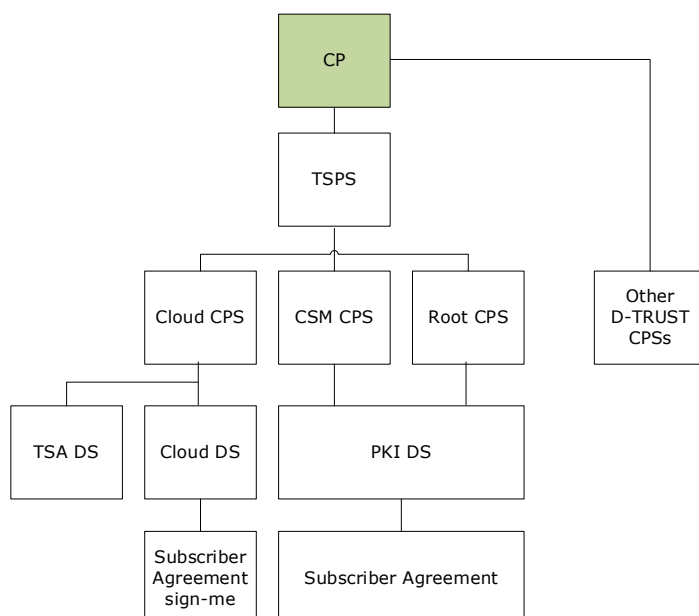 CP
TSPS
Cloud CPS
CSM CPS
Root CPS
Other
D-TRUST
CPSs
TSA DS
Cloud DS
PKI DS
Subscriber
Agreement
sign-me
Subscriber Agreement